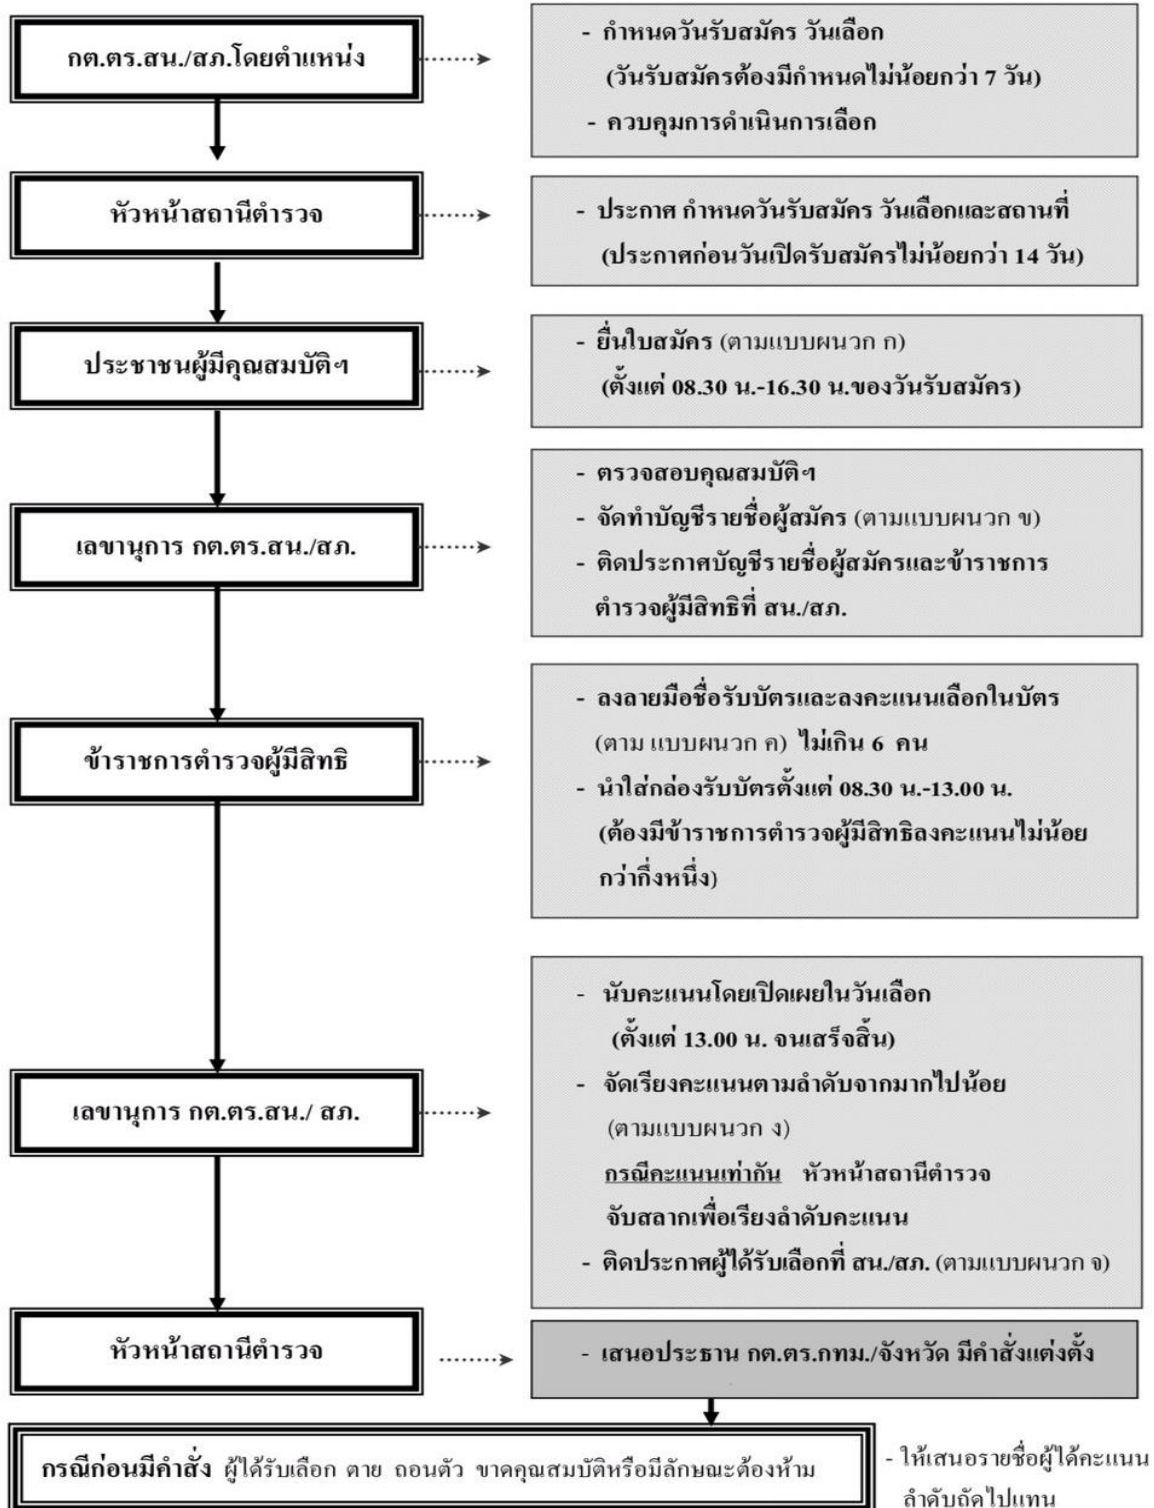 กต.ตร.สน./สภ.โดยตำแหน่ง
- กำหนดวันรับสมัคร วันเลือก
(วันรับสมัครต้องมีกำหนดไม่น้อยกว่า 7 วัน)
- ควบคุมการดำเนินการเลือก
หัวหน้าสถานีตำรวจ
- ประกาศ กำหนดวันรับสมัคร วันเลือกและสถานที่
(ประกาศก่อนวันเปิดรับสมัครไม่น้อยกว่า 14 วัน)
ประชาชนผู้มีคุณสมบัติฯ
- ยื่นใบสมัคร (ตามแบบผนวก ก)
(ตั้งแต่ 08.30 น.-16.30 น.ของวันรับสมัคร)
เลขานุการ กต.ตร.สน./สภ.
- ตรวจสอบคุณสมบัติฯ
- จัดทำบัญชีรายชื่อผู้สมัคร (ตามแบบผนวก ข)
- ติดประกาศบัญชีรายชื่อผู้สมัครและข้าราชการ
ตำรวจผู้มีสิทธิที่ สน./สภ.
ข้าราชการตำรวจผู้มีสิทธิ
- ลงลายมือชื่อรับบัตรและลงคะแนนเลือกในบัตร
(ตาม แบบผนวก ค) ไม่เกิน 6 คน
- นำใส่กล่องรับบัตรตั้งแต่ 08.30 น.-13.00 น.
(ต้องมีข้าราชการตำรวจผู้มีสิทธิลงคะแนนไม่น้อย
กว่ากึ่งหนึ่ง)
เลขานุการ กต.ตร.สน./ สภ.
- นับคะแนนโดยเปิดเผยในวันเลือก
(ตั้งแต่ 13.00 น. จนเสร็จสิ้น)
- จัดเรียงคะแนนตามลำดับจากมากไปน้อย
(ตามแบบผนวก ง)
กรณีคะแนนเท่ากัน หัวหน้าสถานีตำรวจ
จับสลากเพื่อเรียงลำดับคะแนน
- ติดประกาศผู้ได้รับเลือกที่ สน./สภ. (ตามแบบผนวก จ)
หัวหน้าสถานีตำรวจ
- เสนอประธาน กต.ตร.กทม./จังหวัด มีคำสั่งแต่งตั้ง
กรณีก่อนมีคำสั่ง ผู้ได้รับเลือก ตาย ถอนตัว ขาดคุณสมบัติหรือมีลักษณะต้องห้าม
- ให้เสนอรายชื่อผู้ได้คะแนน
ลำดับถัดไปแทน